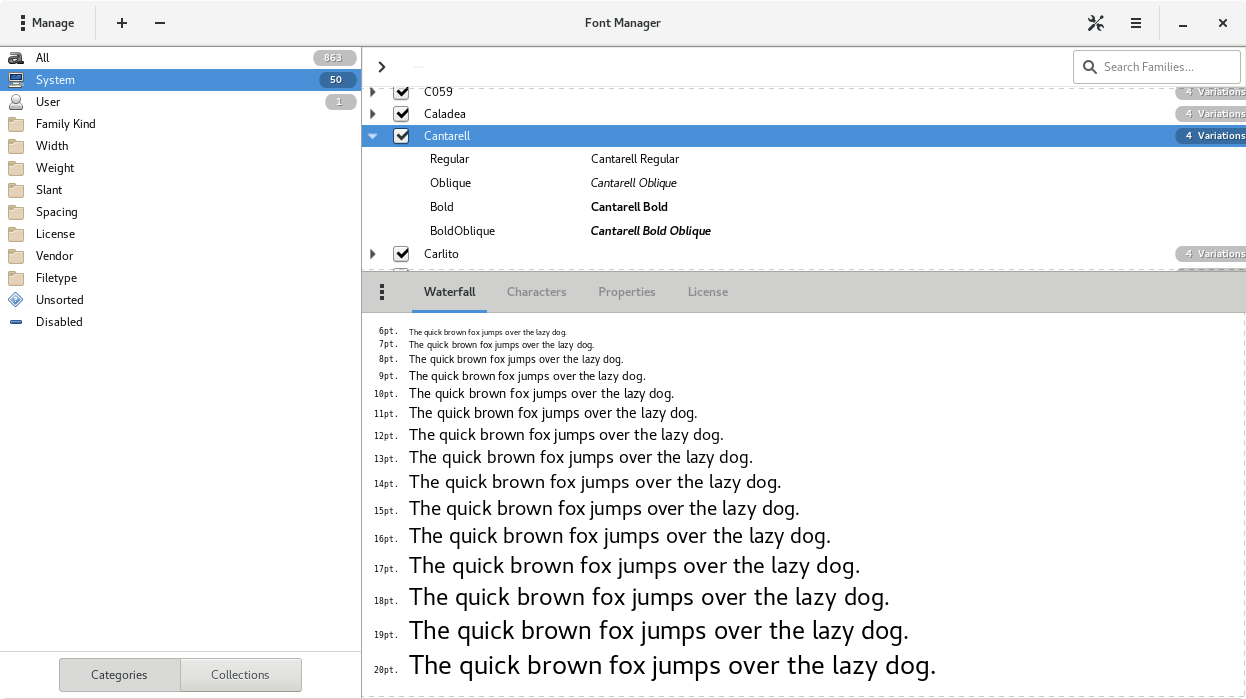 Manage
Font Manager
All 863
System 50
User 1
Family Kind
Width
Weight
Slant
Spacing
License
Vendor
Filetype
Unsorted
Disabled
Categories Collections
Search Families...
C059 4 Variations
Caladea 4 Variations
Cantarell 4 Variations
Regular Cantarell Regular
Oblique Cantarell Oblique
Bold Cantarell Bold
BoldOblique Cantarell Bold Oblique
Carlito 4 Variations
Waterfall Characters Properties License
6pt. The quick brown fox jumps over the lazy dog.
7pt. The quick brown fox jumps over the lazy dog.
8pt. The quick brown fox jumps over the lazy dog.
9pt. The quick brown fox jumps over the lazy dog.
10pt. The quick brown fox jumps over the lazy dog.
11pt. The quick brown fox jumps over the lazy dog.
12pt. The quick brown fox jumps over the lazy dog.
13pt. The quick brown fox jumps over the lazy dog.
14pt. The quick brown fox jumps over the lazy dog.
15pt. The quick brown fox jumps over the lazy dog.
16pt. The quick brown fox jumps over the lazy dog.
17pt. The quick brown fox jumps over the lazy dog.
18pt. The quick brown fox jumps over the lazy dog.
19pt. The quick brown fox jumps over the lazy dog.
20pt. The quick brown fox jumps over the lazy dog.